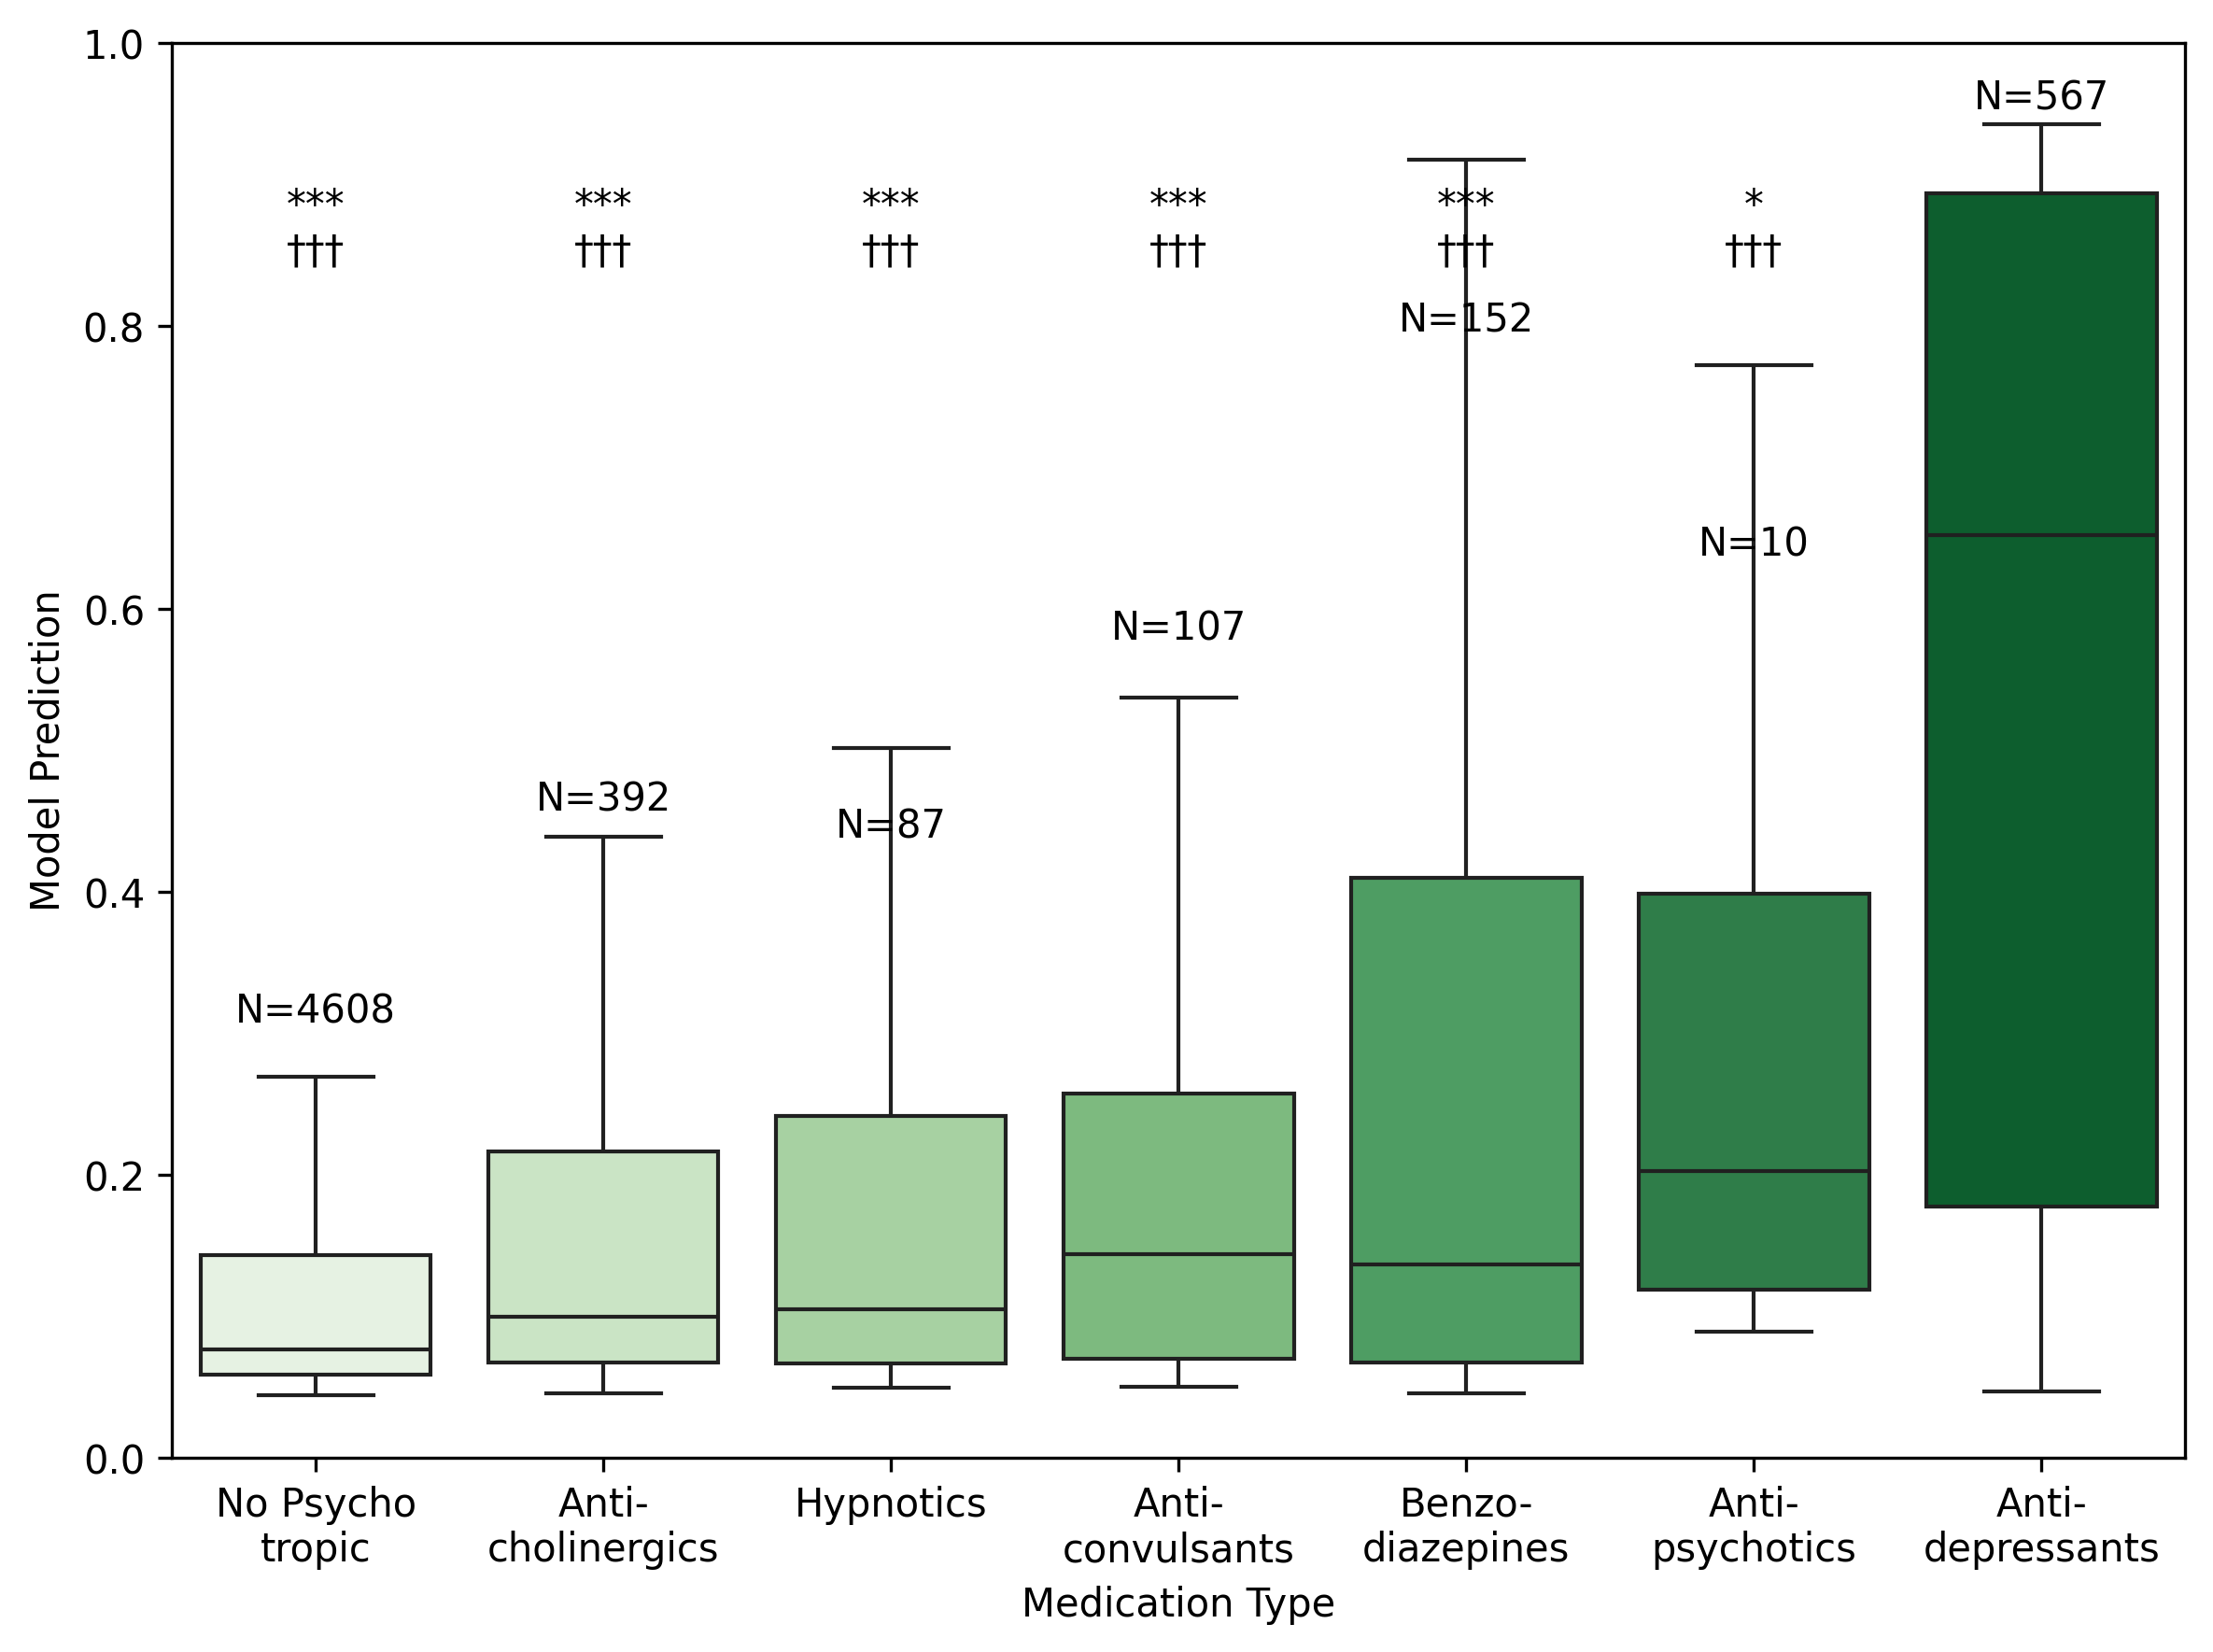 1.0
0.8
0.6
0.4
0.2
0.0
Model Prediction
N=4608
N=392
N=87
N=107
N=152
N=10
N=567
*** *** *** *** *** *
††† ††† ††† ††† ††† †††
No Psycho
tropic
Anti-
cholinergics
Hypnotics
Anti-
convulsants
Benzo-
diazepines
Anti-
psychotics
Anti-
depressants
Medication Type